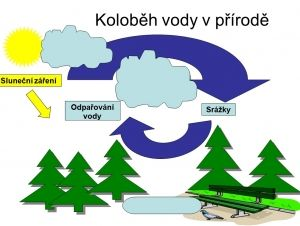 Koloběh vody v přírodě
Sluneční záření
Odpařování
vody
Srážky